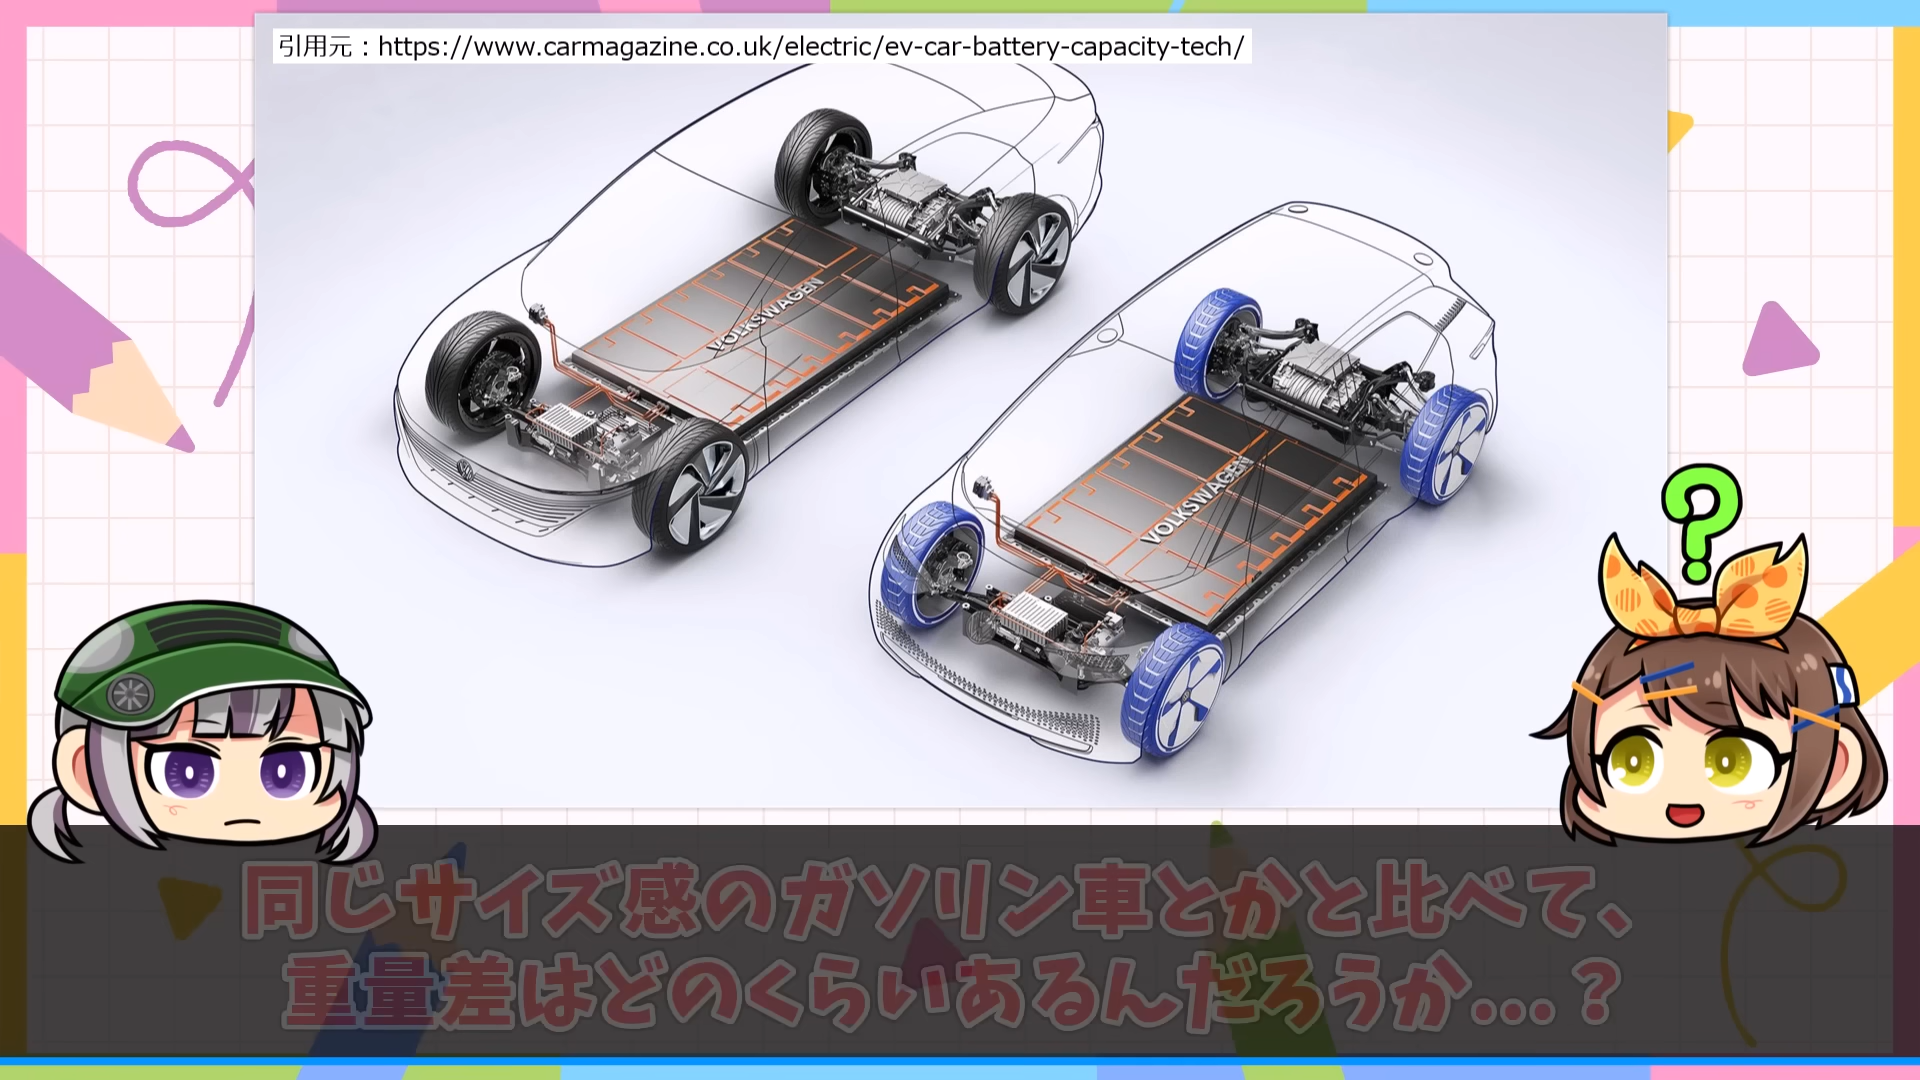 引用元：https://www.carmagazine.co.uk/electric/ev-car-battery-capacity-tech/
VOLKSWAGEN
VOLKSWAGEN
?
同じサイズ感のガソリン車とかと比べて、
重量差はどのくらいあるんだろうか...？